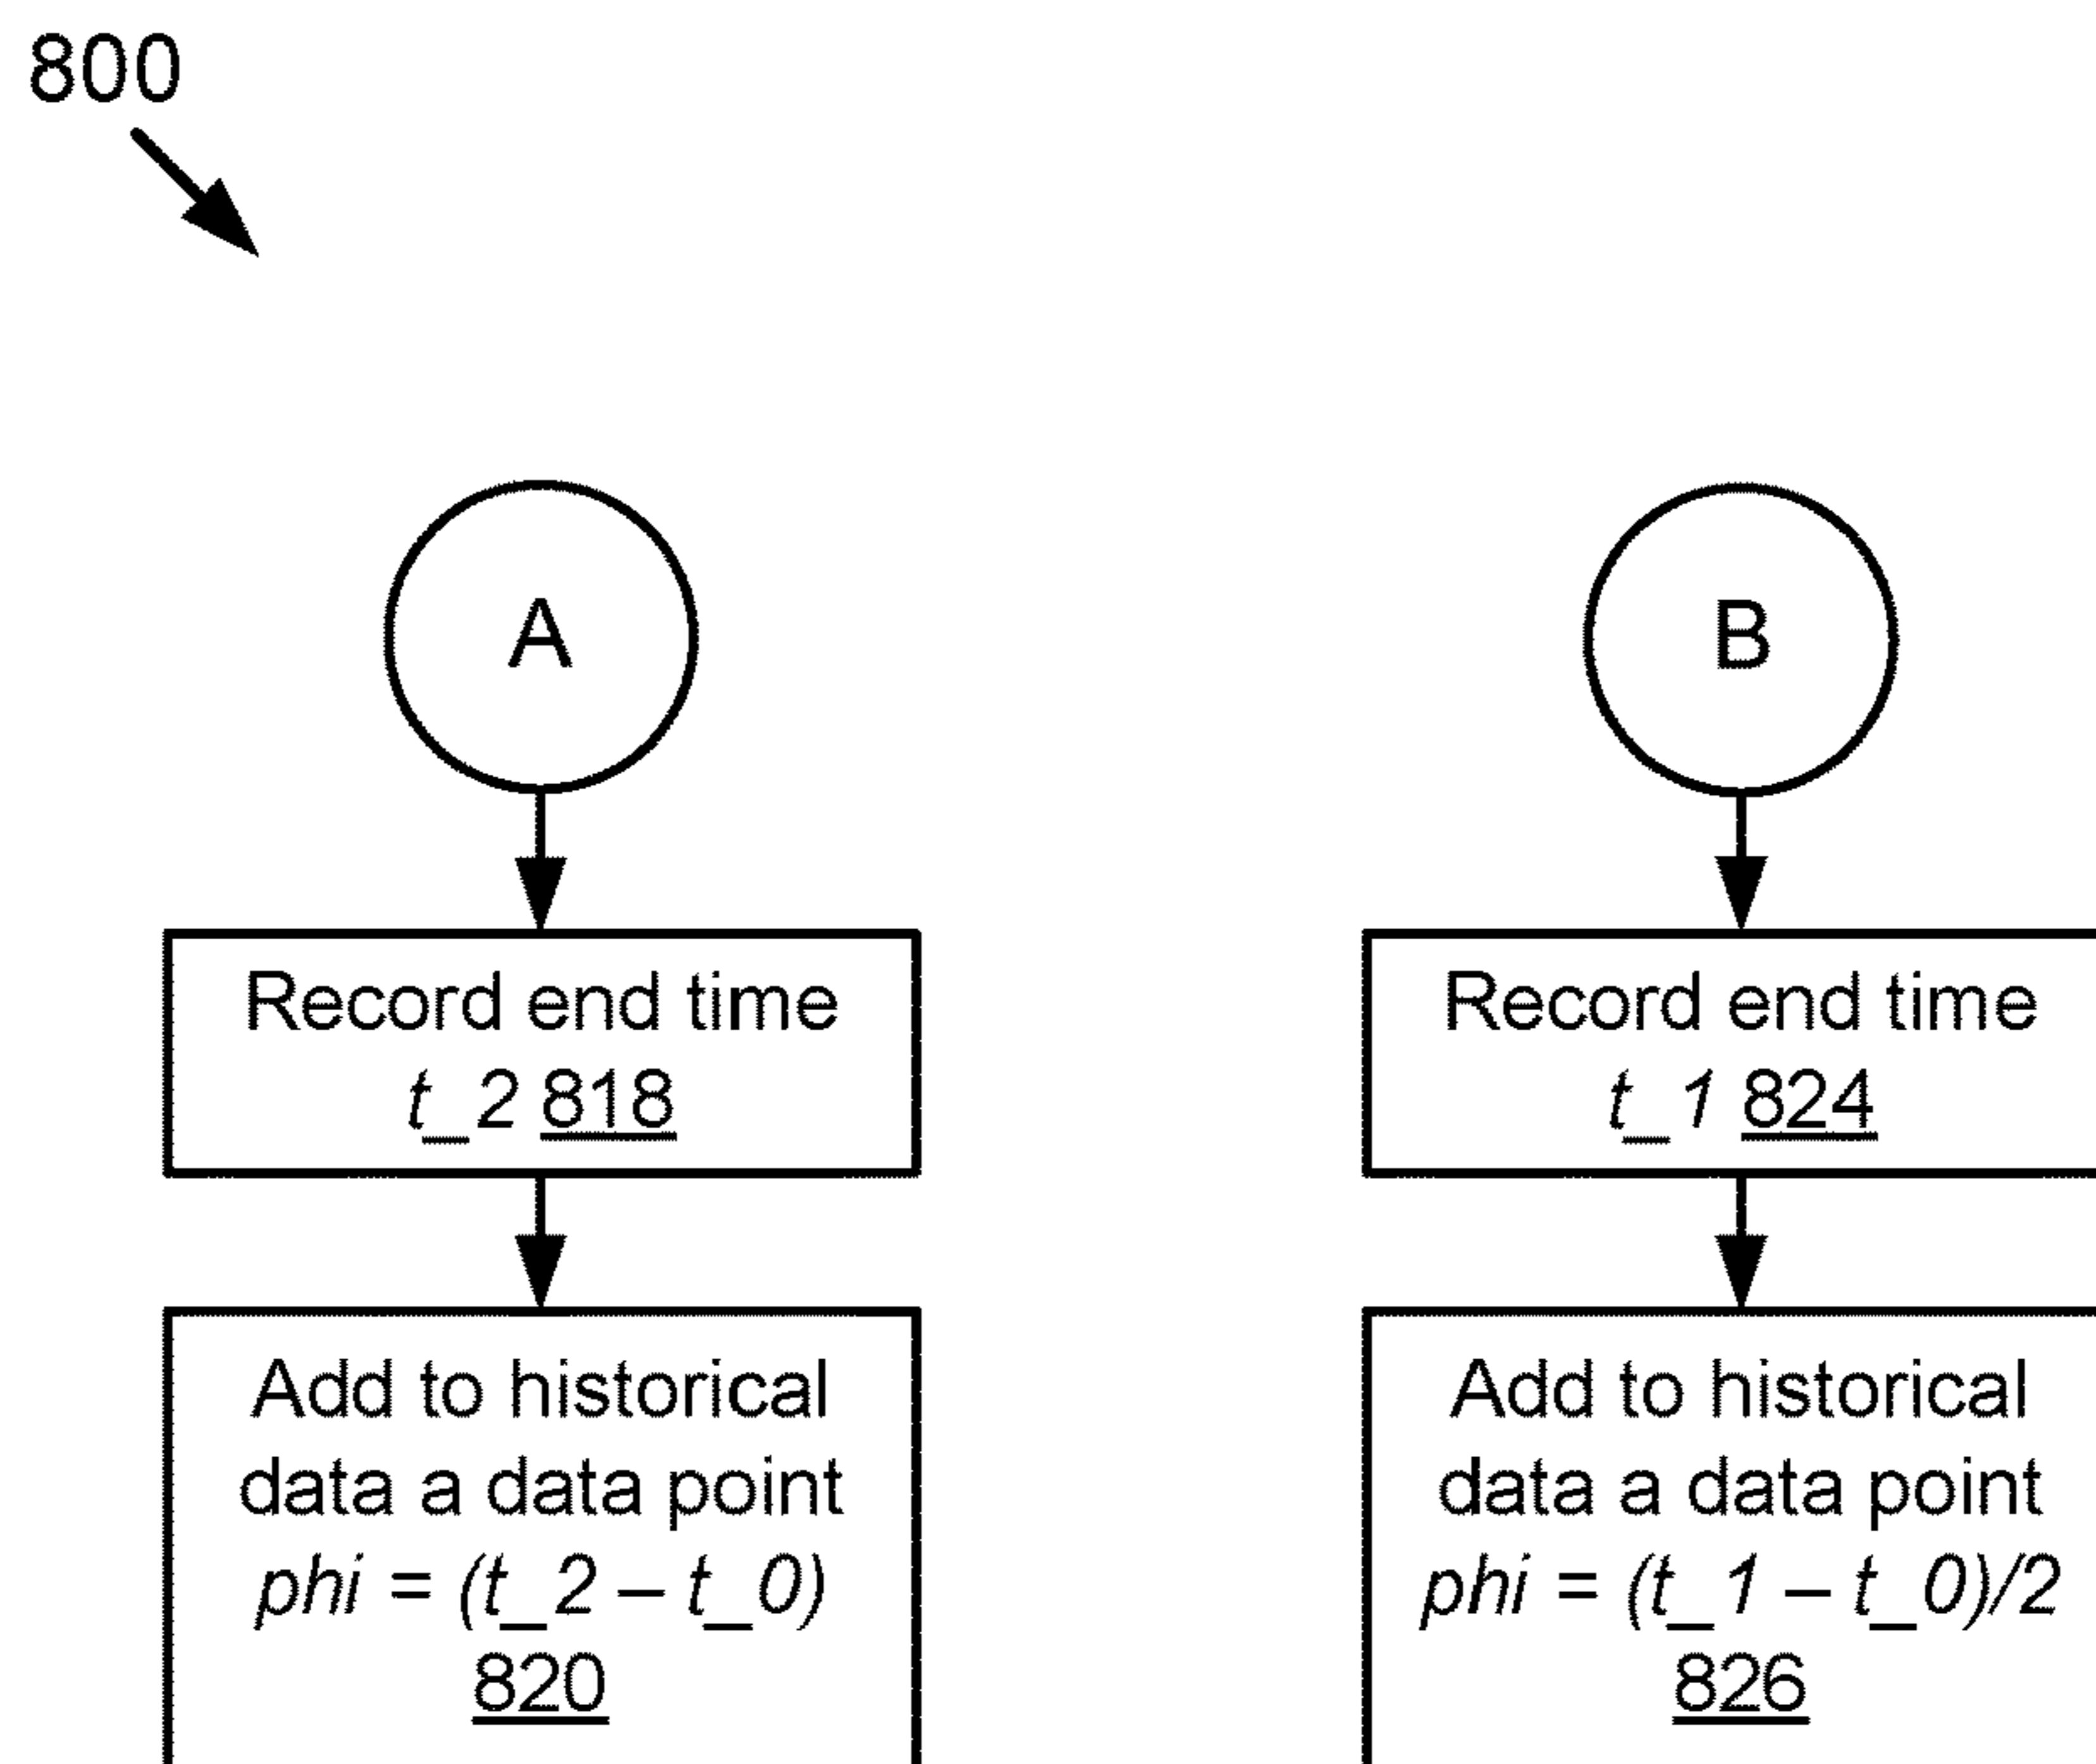 800
A
Record end time
t_2 818
Add to historical
data a data point
phi = (t_2 – t_0)
820
B
Record end time
t_1 824
Add to historical
data a data point
phi = (t_1 – t_0)/2
826